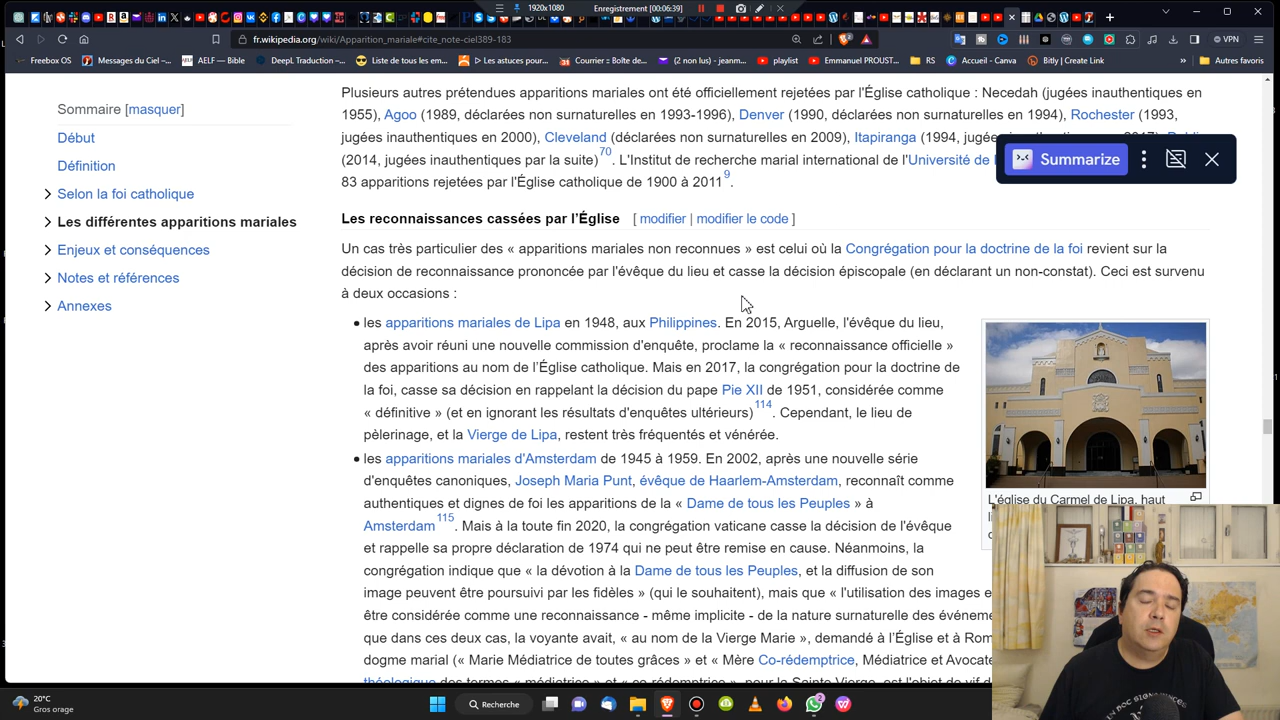 1920x1080
Enregistrement (00:06:39)
fr.wikipedia.org/wiki/Apparition_mariale#cite_note-ciel389-183
VPN
Freebox OS
Messages du Ciel -...
AELF — Bible
DeepL Traduction –...
Liste de tous les em...
(▷ Les astuces pour...
Courrier :: Boîte de...
(2 non lus) - jeanm...
playlist
Emmanuel PROUST...
RS
Accueil - Canva
Bitly | Create Link
»
Autres favoris
Sommaire [masquer]
Début
Définition
Selon la foi catholique
Les différentes apparitions mariales
Enjeux et conséquences
Notes et références
Annexes
Plusieurs autres prétendues apparitions mariales ont été officiellement rejetées par l'Église catholique : Necedah (jugées inauthentiques en
1955), Agoo (1989, déclarées non surnaturelles en 1993-1996), Denver (1990, déclarées non surnaturelles en 1994), Rochester (1993,
jugées inauthentiques en 2000), Cleveland (déclarées non surnaturelles en 2009), Itapiranga (1994, jugée
(2014, jugées inauthentiques par la suite)70. L'Institut de recherche marial international de l'Université de
83 apparitions rejetées par l'Église catholique de 1900 à 20119.
Summarize
Les reconnaissances cassées par l'Église [ modifier | modifier le code ]
Un cas très particulier des « apparitions mariales non reconnues » est celui où la Congrégation pour la doctrine de la foi revient sur la
décision de reconnaissance prononcée par l'évêque du lieu et casse la décision épiscopale (en déclarant un non-constat). Ceci est survenu
à deux occasions :
• les apparitions mariales de Lipa en 1948, aux Philippines. En 2015, Arguelle, l'évêque du lieu,
après avoir réuni une nouvelle commission d'enquête, proclame la « reconnaissance officielle »
des apparitions au nom de l'Église catholique. Mais en 2017, la congrégation pour la doctrine de
la foi, casse sa décision en rappelant la décision du pape Pie XII de 1951, considérée comme
« définitive » (et en ignorant les résultats d'enquêtes ultérieurs)114. Cependant, le lieu de
pèlerinage, et la Vierge de Lipa, restent très fréquentés et vénérée.
• les apparitions mariales d'Amsterdam de 1945 à 1959. En 2002, après une nouvelle série
d'enquêtes canoniques, Joseph Maria Punt, évêque de Haarlem-Amsterdam, reconnaît comme
authentiques et dignes de foi les apparitions de la « Dame de tous les Peuples » à
Amsterdam115. Mais à la toute fin 2020, la congrégation vaticane casse la décision de l'évêque
et rappelle sa propre déclaration de 1974 qui ne peut être remise en cause. Néanmoins, la
congrégation indique que « la dévotion à la Dame de tous les Peuples, et la diffusion de son
image peuvent être poursuivi par les fidèles » (qui le souhaitent), mais que « l'utilisation des images e
être considérée comme une reconnaissance - même implicite - de la nature surnaturelle des événeme
que dans ces deux cas, la voyante avait, « au nom de la Vierge Marie », demandé à l'Église et à Rom
dogme marial (« Marie Médiatrice de toutes grâces » et « Mère Co-rédemptrice, Médiatrice et Avocate
théologique des termes « médiatrice » et « co-rédemptrice », pour la Sainte Vierge, est l'objet de vif d
L'église du Carmel de Lipa, haut
20°C
Gros orage
Recherche
2